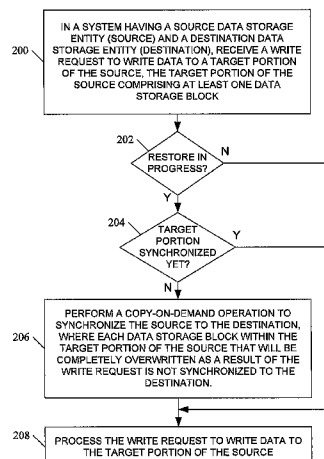 200
IN A SYSTEM HAVING A SOURCE DATA STORAGE
ENTITY (SOURCE) AND A DESTINATION DATA
STORAGE ENTITY (DESTINATION), RECEIVE A WRITE
REQUEST TO WRITE DATA TO A TARGET PORTION
OF THE SOURCE, THE TARGET PORTION OF THE
SOURCE COMPRISING AT LEAST ONE DATA
STORAGE BLOCK
202
RESTORE IN
PROGRESS?
N
Y
204
TARGET
PORTION
SYNCHRONIZED
YET?
Y
N
206
PERFORM A COPY-ON-DEMAND OPERATION TO
SYNCHRONIZE THE SOURCE TO THE DESTINATION,
WHERE EACH DATA STORAGE BLOCK WITHIN THE
TARGET PORTION OF THE SOURCE THAT WILL BE
COMPLETELY OVERWRITTEN AS A RESULT OF THE
WRITE REQUEST IS NOT SYNCHRONIZED TO THE
DESTINATION.
208
PROCESS THE WRITE REQUEST TO WRITE DATA TO
THE TARGET PORTION OF THE SOURCE